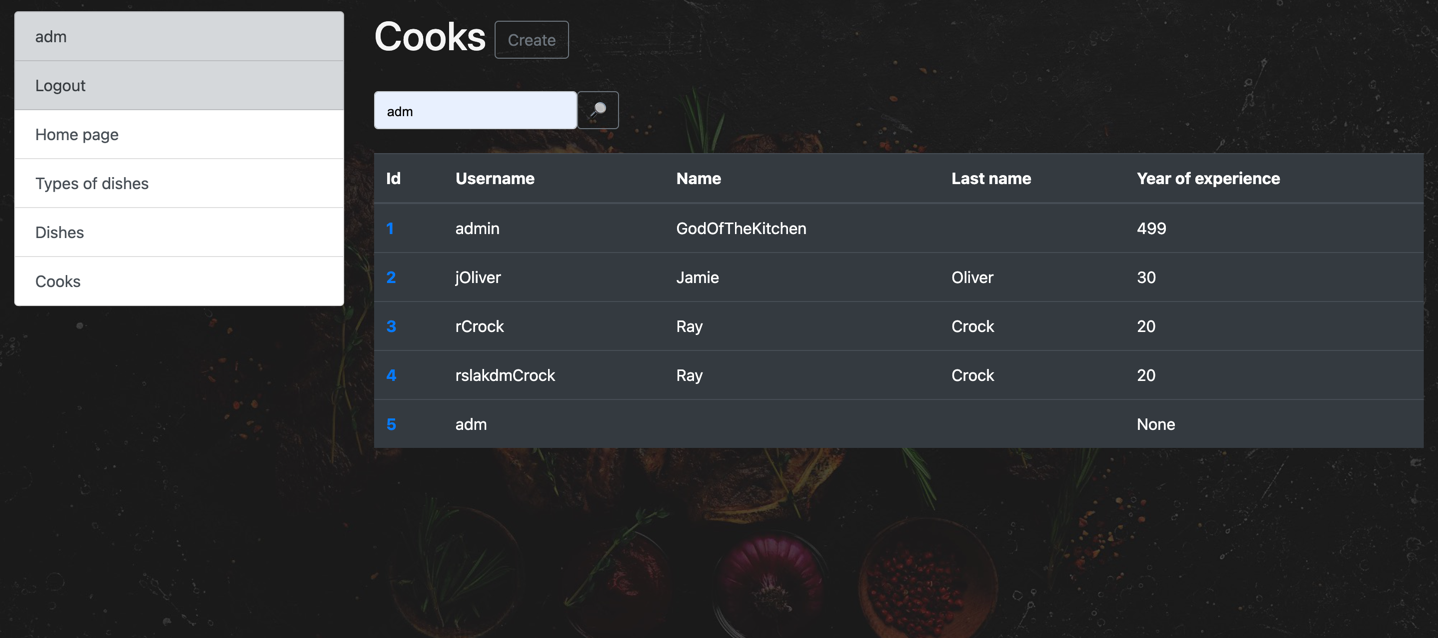 adm
Logout
Home page
Types of dishes
Dishes
Cooks
Cooks Create
adm
Id Username Name Last name Year of experience
1 admin GodOfTheKitchen 499
2 jOliver Jamie Oliver 30
3 rCrock Ray Crock 20
4 rslakdmCrock Ray Crock 20
5 adm None